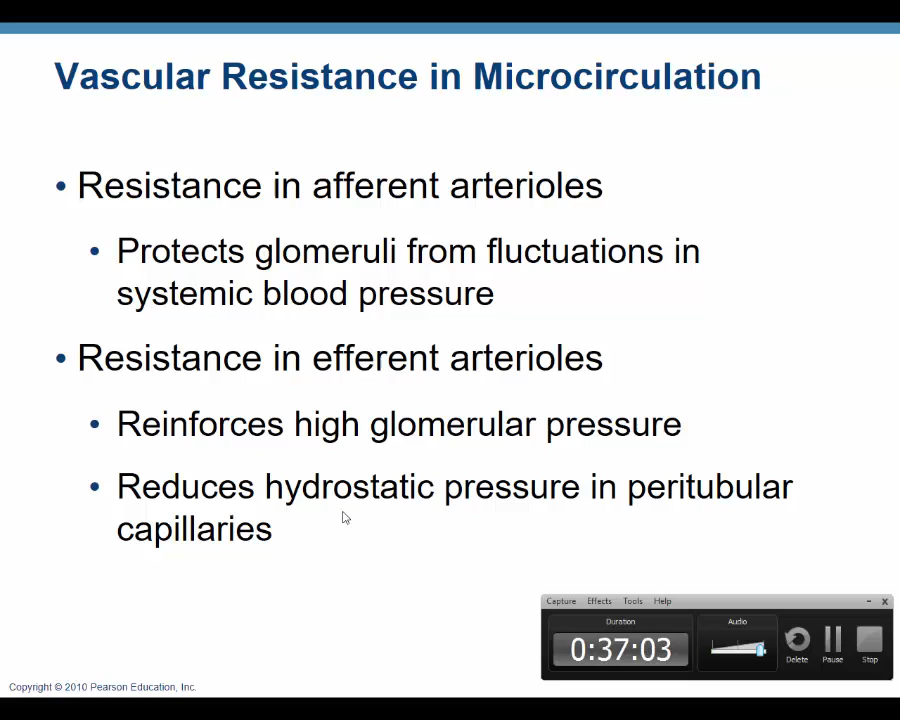 Vascular Resistance in Microcirculation
• Resistance in afferent arterioles
• Protects glomeruli from fluctuations in
systemic blood pressure
• Resistance in efferent arterioles
• Reinforces high glomerular pressure
• Reduces hydrostatic pressure in peritubular
capillaries
Capture Effects Tools Help
Duration
Audio
0:37:03
Delete Pause Stop
Copyright © 2010 Pearson Education, Inc.